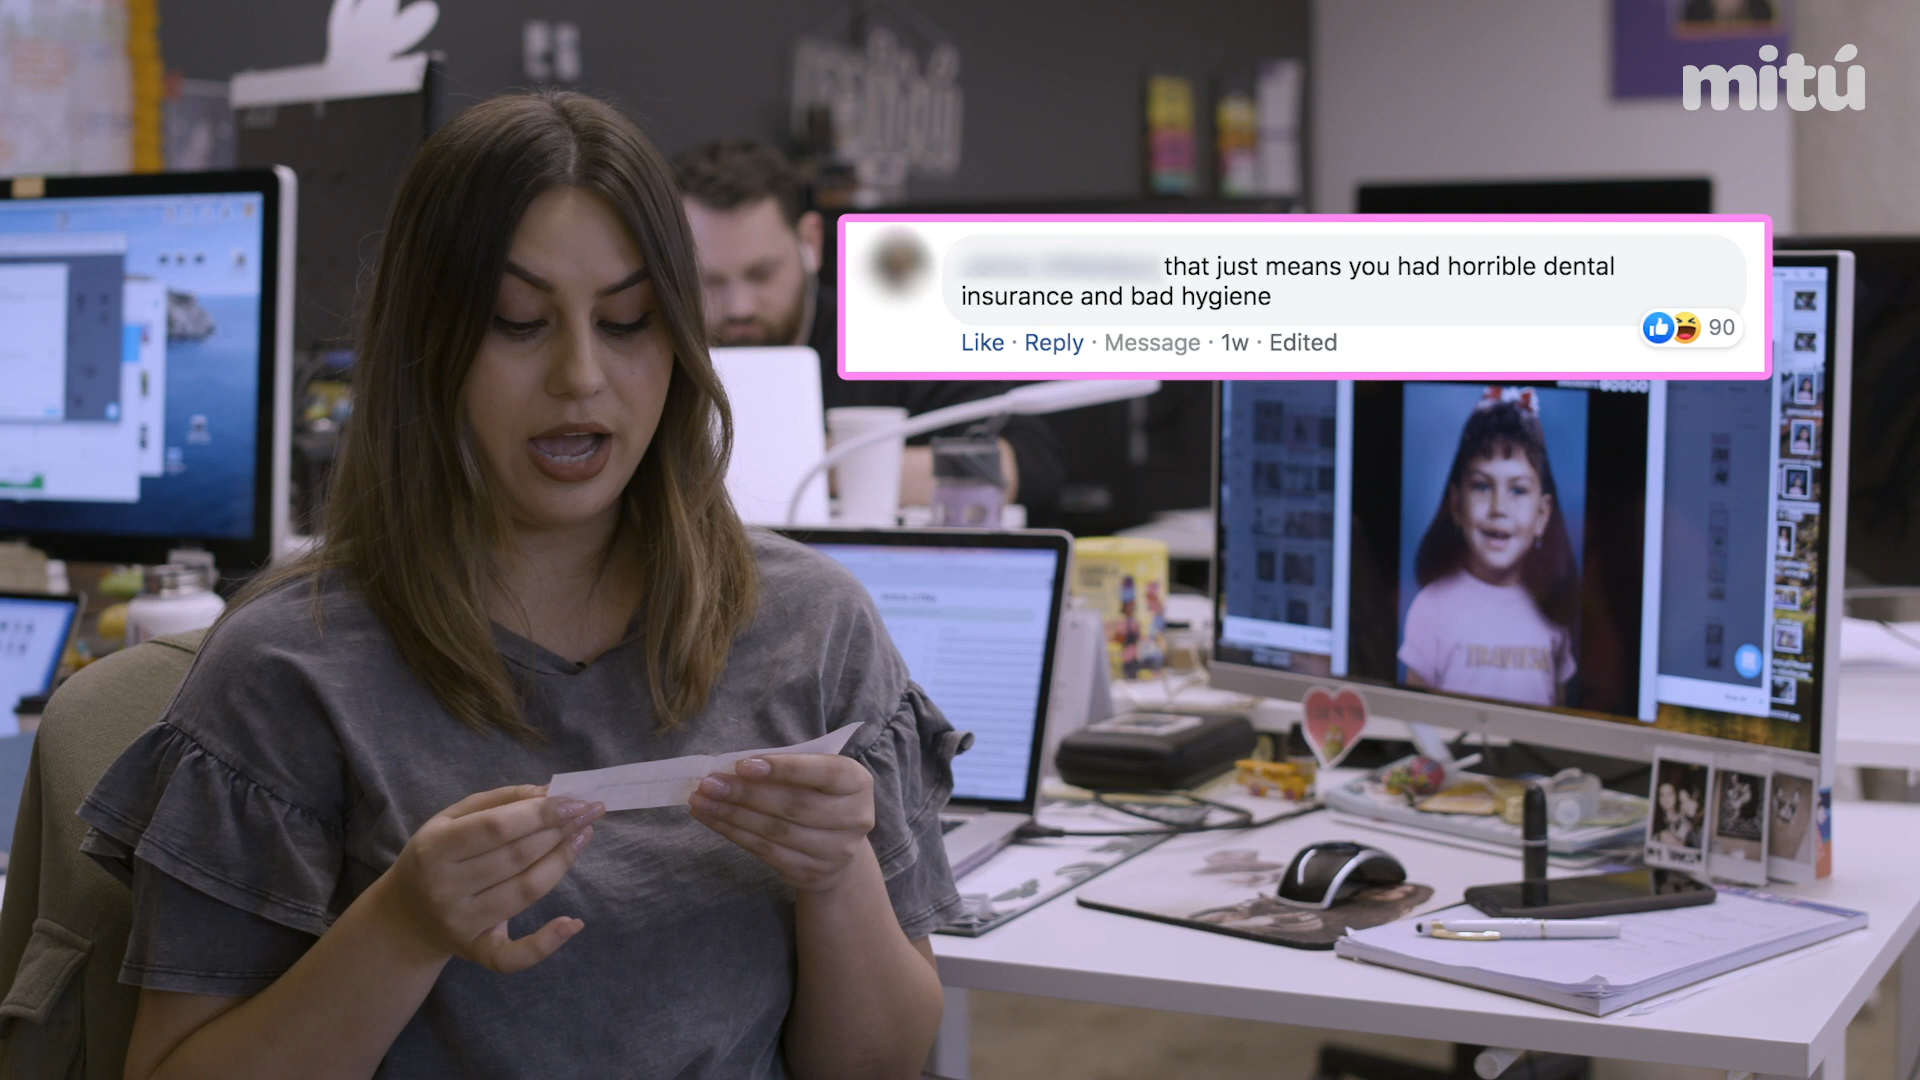 mitú
that just means you had horrible dental
insurance and bad hygiene
Like · Reply · Message · 1w · Edited
90